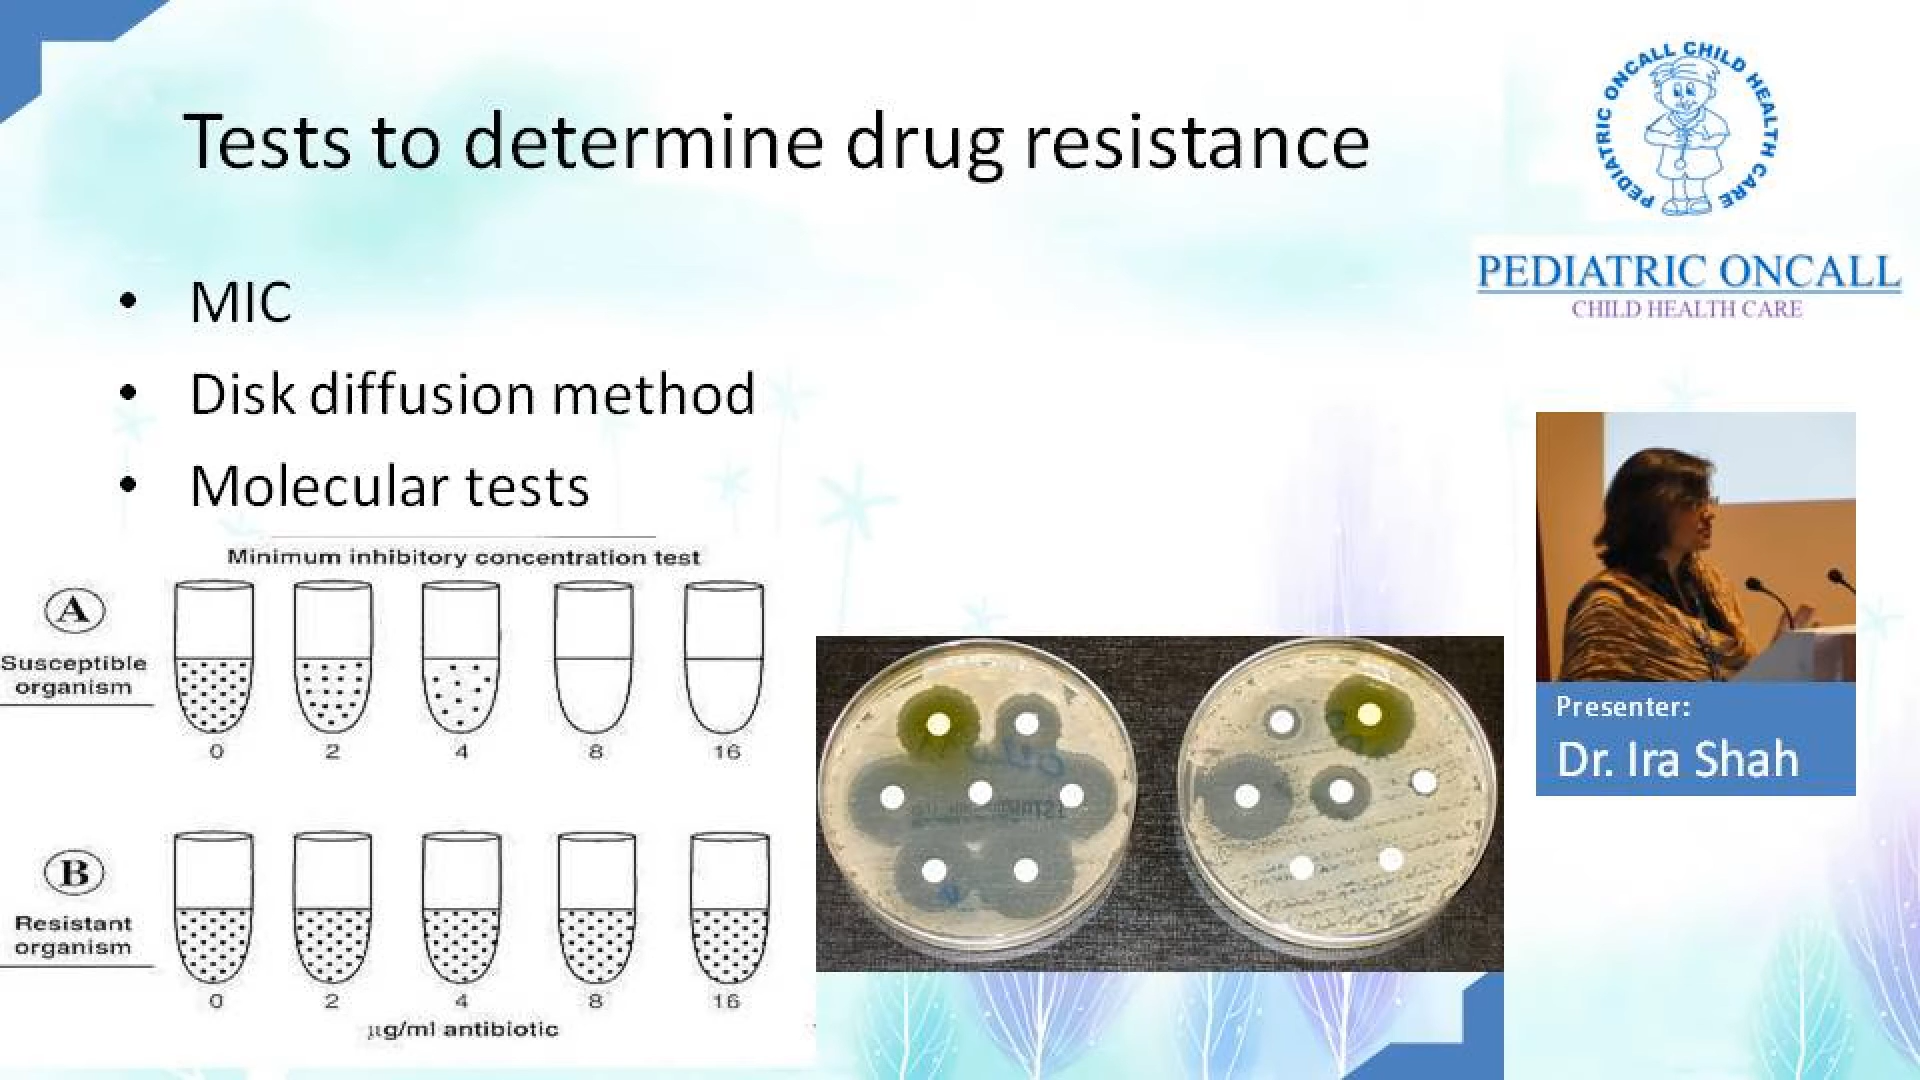 Tests to determine drug resistance
• MIC
• Disk diffusion method
• Molecular tests
Minimum inhibitory concentration test
A
Susceptible
organism
0 2 4 8 16
B
Resistant
organism
0 2 4 8 16
µg/ml antibiotic
PEDIATRIC ONCALL CHILD HEALTH CARE
PEDIATRIC ONCALL
CHILD HEALTH CARE
Presenter:
Dr. Ira Shah